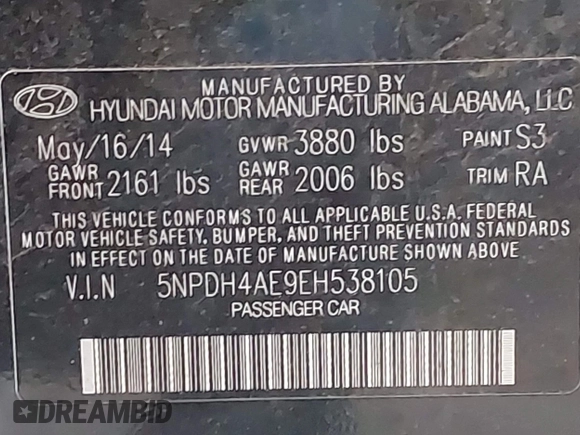 MANUFACTURED BY
HYUNDAI MOTOR MANUFACTURING ALABAMA, LLC
May/16/14 GVWR 3880 lbs PAINT S3
GAWR FRONT 2161 lbs GAWR REAR 2006 lbs TRIM RA
THIS VEHICLE CONFORMS TO ALL APPLICABLE U.S.A. FEDERAL
MOTOR VEHICLE SAFETY, BUMPER, AND THEFT PREVENTION STANDARDS
IN EFFECT ON THE DATE OF MANUFACTURE SHOWN ABOVE
V.I.N 5NPDH4AE9EH538105
PASSENGER CAR
DREAMBID